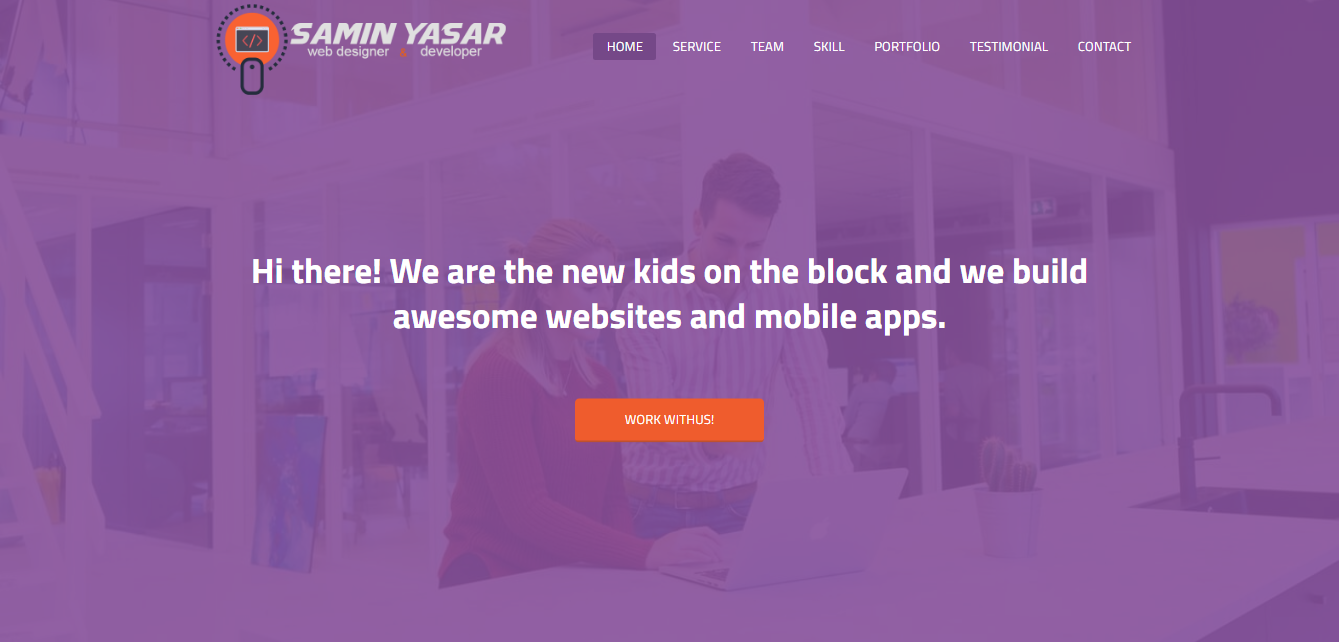 </>
SAMIN YASAR
web designer & developer
HOME SERVICE TEAM SKILL PORTFOLIO TESTIMONIAL CONTACT
Hi there! We are the new kids on the block and we build
awesome websites and mobile apps.
WORK WITHUS!